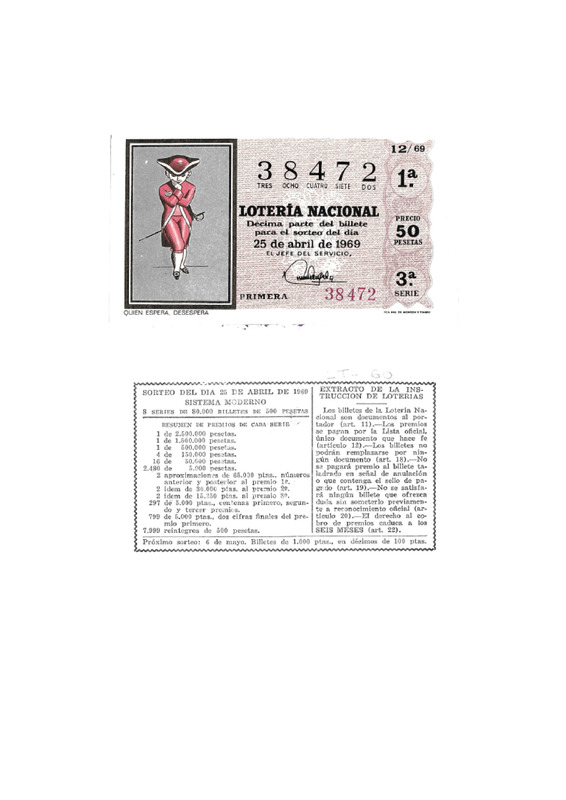 12/69
38472
TRES OCHO CUATRO SIETE DOS
1ª
LOTERÍA NACIONAL
Décima parte del billete
para el sorteo del día
25 de abril de 1969
EL JEFE DEL SERVICIO,
PRECIO
50
PESETAS
3ª
SERIE
PRIMERA
38472
QUIEN ESPERA, DESESPERA
SORTEO DEL DIA 25 DE ABRIL DE 1969
SISTEMA MODERNO
8 SERIES DE 80.000 BILLETES DE 500 PESETAS
RESUMEN DE PREMIOS DE CADA SERIE
1 de 2.500.000 pesetas.
1 de 1.500.000 pesetas.
1 de 500.000 pesetas.
4 de 150.000 pesetas.
16 de 50.000 pesetas.
2.480 de 5.000 pesetas.
2 aproximaciones de 65.000 ptas., números
anterior y posterior al premio 1º.
2 ídem de 30.000 ptas. al premio 2º.
2 ídem de 15.250 ptas. al premio 3º.
297 de 5.000 ptas., centenas primero, segun-
do y tercer premios.
799 de 5.000 ptas., dos cifras finales del pre-
mio primero.
7.999 reintegros de 500 pesetas.
EXTRACTO DE LA INS-
TRUCCION DE LOTERIAS
Los billetes de la Lotería Na-
cional son documentos al por-
tador (art. 11).—Los premios
se pagan por la Lista oficial,
único documento que hace fe
(artículo 12).—Los billetes no
podrán remplazarse por nin-
gún documento (art. 18).—No
se pagará premio al billete ta-
ladrado en señal de anulación
o que contenga el sello de pa-
gado (art. 19).—No se satisfa-
rá ningún billete que ofrezca
duda sin someterlo previamen-
te a reconocimiento oficial (ar-
tículo 20).—El derecho al co-
bro de premios caduca a los
SEIS MESES (art. 22).
Próximo sorteo: 6 de mayo. Billetes de 1.000 ptas., en décimos de 100 ptas.